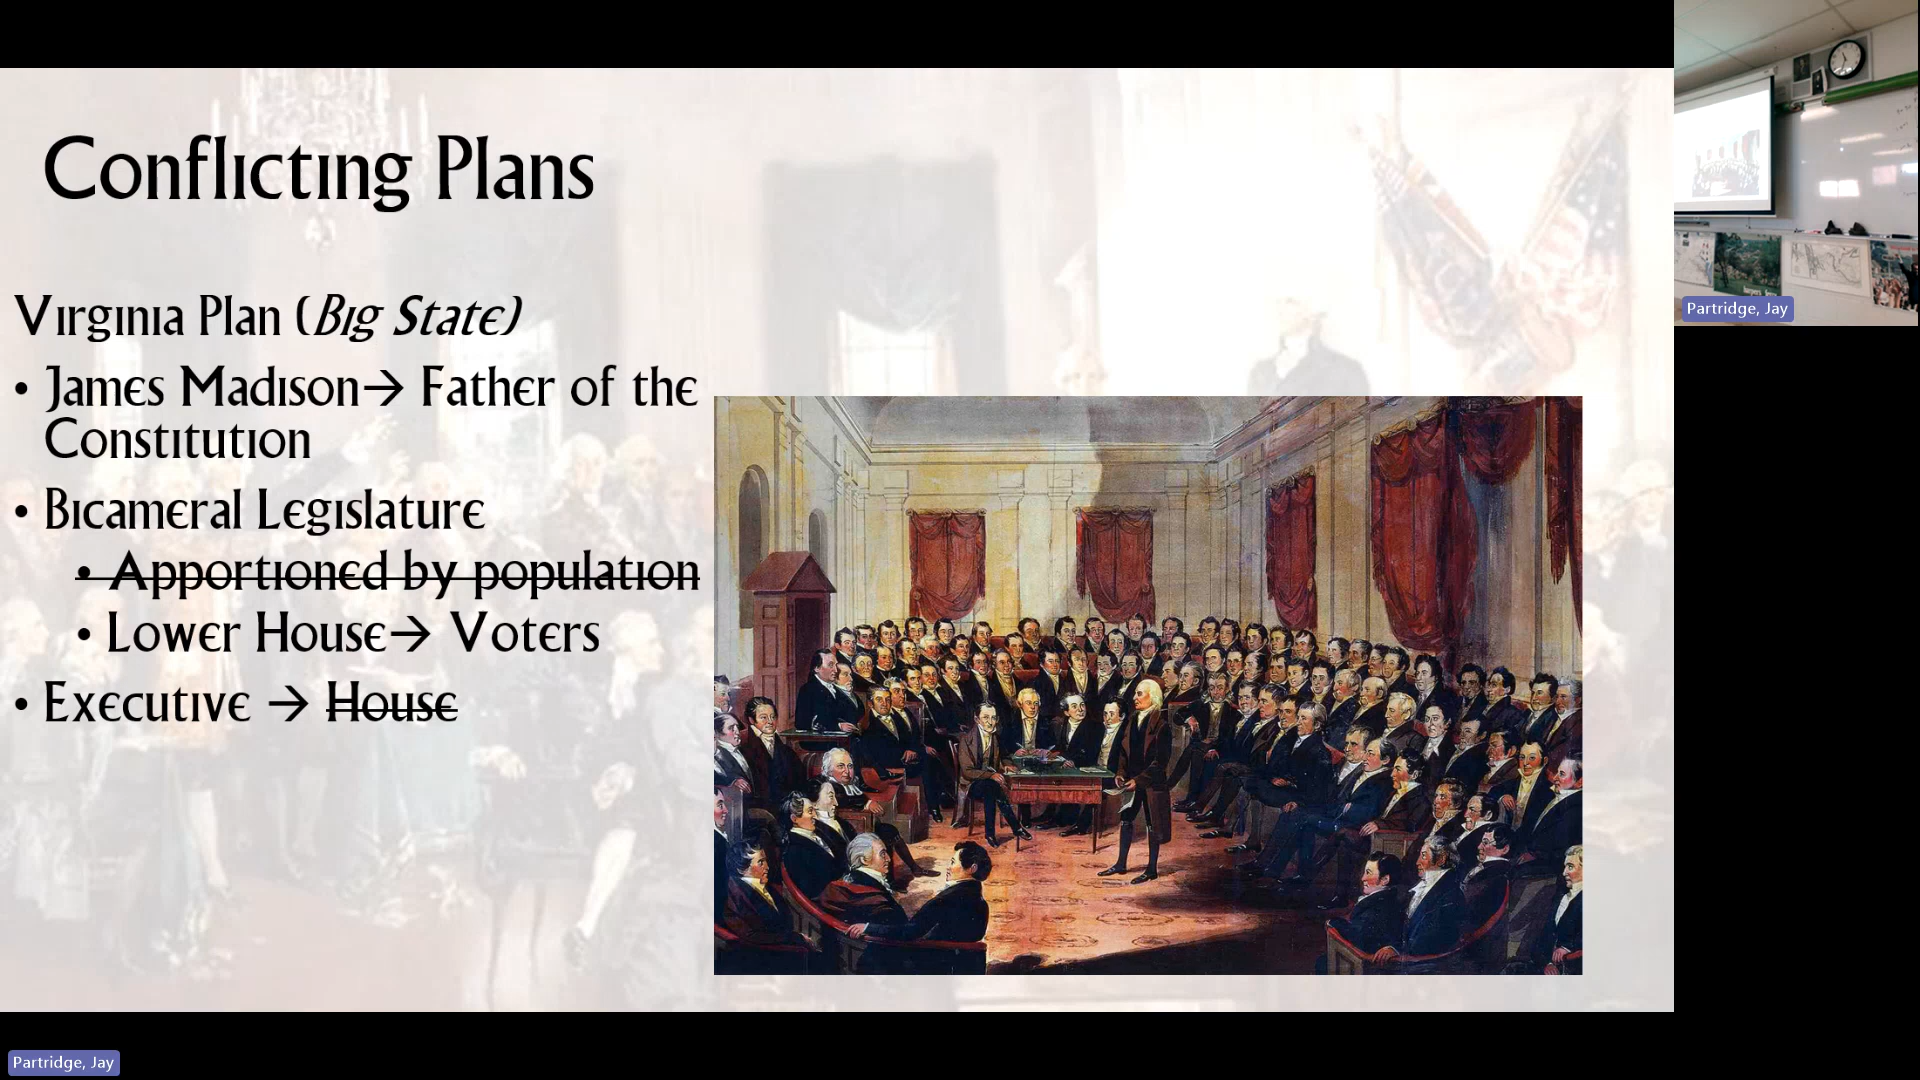 Conflicting Plans
Virginia Plan (Big State)
• James Madison→ Father of the
Constitution
• Bicameral Legislature
• Apportioned by population
• Lower House→ Voters
• Executive → House
Partridge, Jay
Partridge, Jay